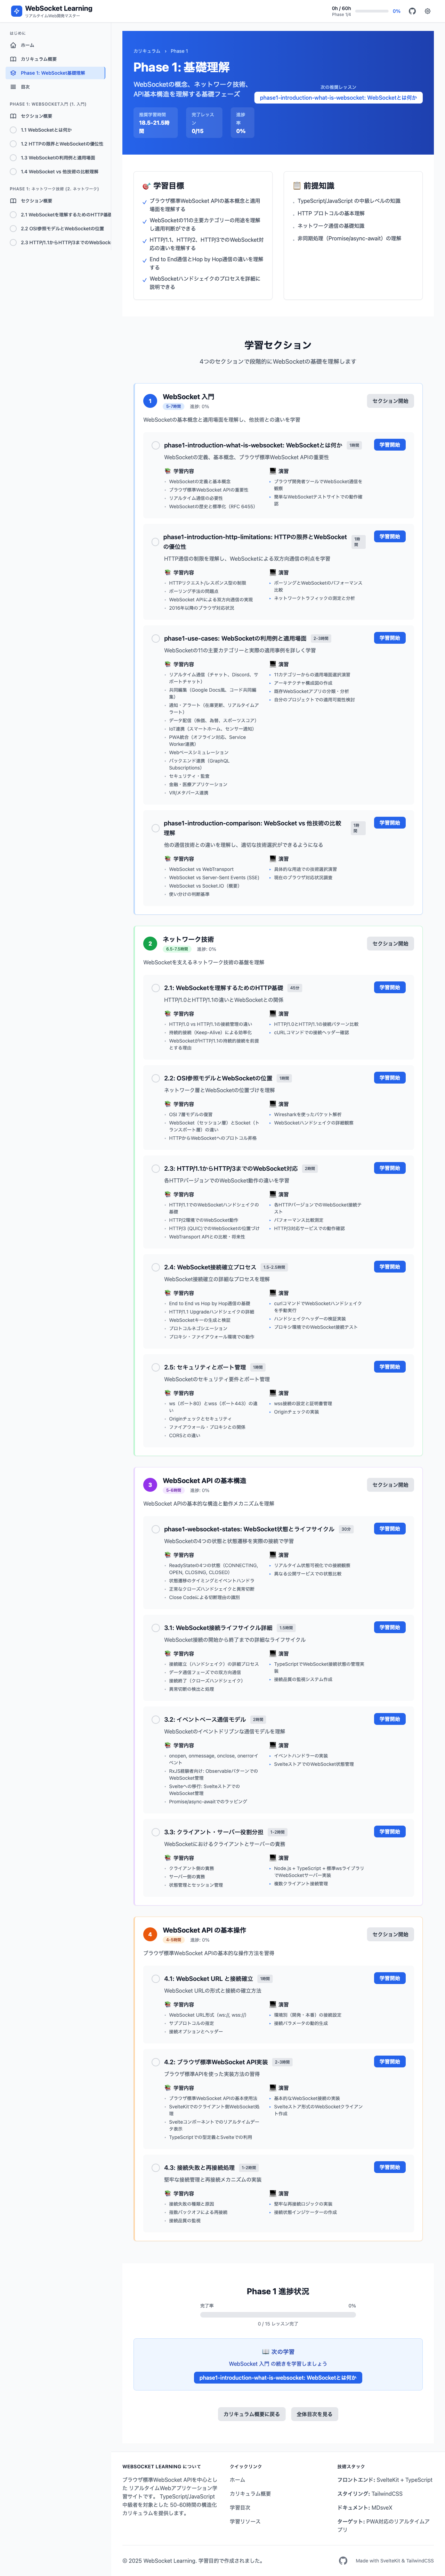 WebSocket Learning
リアルタイムWeb開発マスター
0h / 60h
Phase 1/4
0%
はじめに
ホーム
カリキュラム概要
Phase 1: WebSocket基礎理解
目次
PHASE 1: WEBSOCKET入門 (1. 入門)
セクション概要
1.1 WebSocketとは何か
1.2 HTTPの限界とWebSocketの優位性
1.3 WebSocketの利用例と適用場面
1.4 WebSocket vs 他技術の比較理解
PHASE 1: ネットワーク技術 (2. ネットワーク)
セクション概要
2.1 WebSocketを理解するためのHTTP基礎
2.2 OSI参照モデルとWebSocketの位置
2.3 HTTP/1.1からHTTP/3までのWebSock
カリキュラム › Phase 1
Phase 1: 基礎理解
WebSocketの概念、ネットワーク技術、API基本構造を理解する基礎フェーズ
推奨学習時間
18.5-21.5時間
完了レッスン
0/15
進捗率
0%
次の推奨レッスン
phase1-introduction-what-is-websocket: WebSocketとは何か
🎯 学習目標
ブラウザ標準WebSocket APIの基本概念と適用場面を理解する
WebSocketの11の主要カテゴリーの用途を理解し適用判断ができる
HTTP/1.1、HTTP/2、HTTP/3でのWebSocket対応の違いを理解する
End to End通信とHop by Hop通信の違いを理解する
WebSocketハンドシェイクのプロセスを詳細に説明できる
📋 前提知識
TypeScript/JavaScript の中級レベルの知識
HTTP プロトコルの基本理解
ネットワーク通信の基礎知識
非同期処理（Promise/async-await）の理解
学習セクション
4つのセクションで段階的にWebSocketの基礎を理解します
1
WebSocket 入門
5-7時間 進捗: 0%
セクション開始
WebSocketの基本概念と適用場面を理解し、他技術との違いを学習
phase1-introduction-what-is-websocket: WebSocketとは何か 1時間
学習開始
WebSocketの定義、基本概念、ブラウザ標準WebSocket APIの重要性
📚 学習内容
WebSocketの定義と基本概念
ブラウザ標準WebSocket APIの重要性
リアルタイム通信の必要性
WebSocketの歴史と標準化（RFC 6455）
💻 演習
ブラウザ開発者ツールでWebSocket通信を観察
簡単なWebSocketテストサイトでの動作確認
phase1-introduction-http-limitations: HTTPの限界とWebSocketの優位性 1時間
学習開始
HTTP通信の制限を理解し、WebSocketによる双方向通信の利点を学習
📚 学習内容
HTTPリクエスト/レスポンス型の制限
ポーリング手法の問題点
WebSocket APIによる双方向通信の実現
2016年以降のブラウザ対応状況
💻 演習
ポーリングとWebSocketのパフォーマンス比較
ネットワークトラフィックの測定と分析
phase1-use-cases: WebSocketの利用例と適用場面 2-3時間
学習開始
WebSocketの11の主要カテゴリーと実際の適用事例を詳しく学習
📚 学習内容
リアルタイム通信（チャット、Discord、サポートチャット）
共同編集（Google Docs風、コード共同編集）
通知・アラート（在庫更新、リアルタイムアラート）
データ配信（株価、為替、スポーツスコア）
IoT連携（スマートホーム、センサー通知）
PWA統合（オフライン対応、Service Worker連携）
Webベースシミュレーション
バックエンド連携（GraphQL Subscriptions）
セキュリティ・監査
金融・医療アプリケーション
VR/メタバース連携
💻 演習
11カテゴリーからの適用場面選択演習
アーキテクチャ構成図の作成
既存WebSocketアプリの分類・分析
自分のプロジェクトでの適用可能性検討
phase1-introduction-comparison: WebSocket vs 他技術の比較理解 1時間
学習開始
他の通信技術との違いを理解し、適切な技術選択ができるようになる
📚 学習内容
WebSocket vs WebTransport
WebSocket vs Server-Sent Events (SSE)
WebSocket vs Socket.IO（概要）
使い分けの判断基準
💻 演習
具体的な用途での技術選択演習
現在のブラウザ対応状況調査
2
ネットワーク技術
6.5-7.5時間 進捗: 0%
セクション開始
WebSocketを支えるネットワーク技術の基盤を理解
2.1: WebSocketを理解するためのHTTP基礎 45分
学習開始
HTTP/1.0とHTTP/1.1の違いとWebSocketとの関係
📚 学習内容
HTTP/1.0 vs HTTP/1.1の接続管理の違い
持続的接続（Keep-Alive）による効率化
WebSocketがHTTP/1.1の持続的接続を前提とする理由
💻 演習
HTTP/1.0とHTTP/1.1の接続パターン比較
cURLコマンドでの接続ヘッダー確認
2.2: OSI参照モデルとWebSocketの位置 1時間
学習開始
ネットワーク層とWebSocketの位置づけを理解
📚 学習内容
OSI 7層モデルの復習
WebSocket（セッション層）とSocket（トランスポート層）の違い
HTTPからWebSocketへのプロトコル昇格
💻 演習
Wiresharkを使ったパケット解析
WebSocketハンドシェイクの詳細観察
2.3: HTTP/1.1からHTTP/3までのWebSocket対応 2時間
学習開始
各HTTPバージョンでのWebSocket動作の違いを学習
📚 学習内容
HTTP/1.1でのWebSocketハンドシェイクの基礎
HTTP/2環境でのWebSocket動作
HTTP/3 (QUIC)でのWebSocketの位置づけ
WebTransport APIとの比較・将来性
💻 演習
各HTTPバージョンでのWebSocket接続テスト
パフォーマンス比較測定
HTTP/3対応サービスでの動作確認
2.4: WebSocket接続確立プロセス 1.5-2.5時間
学習開始
WebSocket接続確立の詳細なプロセスを理解
📚 学習内容
End to End vs Hop by Hop通信の基礎
HTTP/1.1 Upgradeハンドシェイクの詳細
WebSocketキーの生成と検証
プロトコルネゴシエーション
プロキシ・ファイアウォール環境での動作
💻 演習
curlコマンドでWebSocketハンドシェイクを手動実行
ハンドシェイクヘッダーの検証実装
プロキシ環境でのWebSocket接続テスト
2.5: セキュリティとポート管理 1時間
学習開始
WebSocketのセキュリティ要件とポート管理
📚 学習内容
ws（ポート80）とwss（ポート443）の違い
Originチェックとセキュリティ
ファイアウォール・プロキシとの関係
CORSとの違い
💻 演習
wss接続の設定と証明書管理
Originチェックの実装
3
WebSocket API の基本構造
5-6時間 進捗: 0%
セクション開始
WebSocket APIの基本的な構造と動作メカニズムを理解
phase1-websocket-states: WebSocket状態とライフサイクル 30分
学習開始
WebSocketの4つの状態と状態遷移を実際の接続で学習
📚 学習内容
ReadyStateの4つの状態（CONNECTING, OPEN, CLOSING, CLOSED）
状態遷移のタイミングとイベントハンドラ
正常なクローズハンドシェイクと異常切断
Close Codeによる切断理由の識別
💻 演習
リアルタイム状態可視化での接続観察
異なる公開サービスでの状態比較
3.1: WebSocket接続ライフサイクル詳細 1.5時間
学習開始
WebSocket接続の開始から終了までの詳細なライフサイクル
📚 学習内容
接続確立（ハンドシェイク）の詳細プロセス
データ通信フェーズでの双方向通信
接続終了（クローズハンドシェイク）
異常切断の検出と処理
💻 演習
TypeScriptでWebSocket接続状態の管理実装
接続品質の監視システム作成
3.2: イベントベース通信モデル 2時間
学習開始
WebSocketのイベントドリブンな通信モデルを理解
📚 学習内容
onopen, onmessage, onclose, onerrorイベント
RxJS経験者向け: ObservableパターンでのWebSocket管理
Svelteへの移行: SvelteストアでのWebSocket管理
Promise/async-awaitでのラッピング
💻 演習
イベントハンドラーの実装
SvelteストアでのWebSocket状態管理
3.3: クライアント・サーバー役割分担 1-2時間
学習開始
WebSocketにおけるクライアントとサーバーの責務
📚 学習内容
クライアント側の責務
サーバー側の責務
状態管理とセッション管理
💻 演習
Node.js + TypeScript + 標準wsライブラリでWebSocketサーバー実装
複数クライアント接続管理
4
WebSocket API の基本操作
4-5時間 進捗: 0%
セクション開始
ブラウザ標準WebSocket APIの基本的な操作方法を習得
4.1: WebSocket URL と接続確立 1時間
学習開始
WebSocket URLの形式と接続の確立方法
📚 学習内容
WebSocket URL形式（ws://, wss://）
サブプロトコルの指定
接続オプションとヘッダー
💻 演習
環境別（開発・本番）の接続設定
接続パラメータの動的生成
4.2: ブラウザ標準WebSocket API実装 2-3時間
学習開始
ブラウザ標準APIを使った実装方法の習得
📚 学習内容
ブラウザ標準WebSocket APIの基本使用法
SvelteKitでのクライアント側WebSocket処理
Svelteコンポーネントでのリアルタイムデータ表示
TypeScriptでの型定義とSvelteでの利用
💻 演習
基本的なWebSocket接続の実装
Svelteストア形式のWebSocketクライアント作成
4.3: 接続失敗と再接続処理 1-2時間
学習開始
堅牢な接続管理と再接続メカニズムの実装
📚 学習内容
接続失敗の種類と原因
指数バックオフによる再接続
接続品質の監視
💻 演習
堅牢な再接続ロジックの実装
接続状態インジケーターの作成
Phase 1 進捗状況
完了率 0%
0 / 15 レッスン完了
📖 次の学習
WebSocket 入門 の続きを学習しましょう
phase1-introduction-what-is-websocket: WebSocketとは何か
カリキュラム概要に戻る
全体目次を見る
WEBSOCKET LEARNING について
ブラウザ標準WebSocket APIを中心としたリアルタイムWebアプリケーション学習サイトです。 TypeScript/JavaScript中級者を対象とした 50-60時間の構造化カリキュラムを提供します。
クイックリンク
ホーム
カリキュラム概要
学習目次
学習リソース
技術スタック
フロントエンド: SvelteKit + TypeScript
スタイリング: TailwindCSS
ドキュメント: MDsveX
ターゲット: PWA対応のリアルタイムアプリ
© 2025 WebSocket Learning. 学習目的で作成されました。
Made with SvelteKit & TailwindCSS